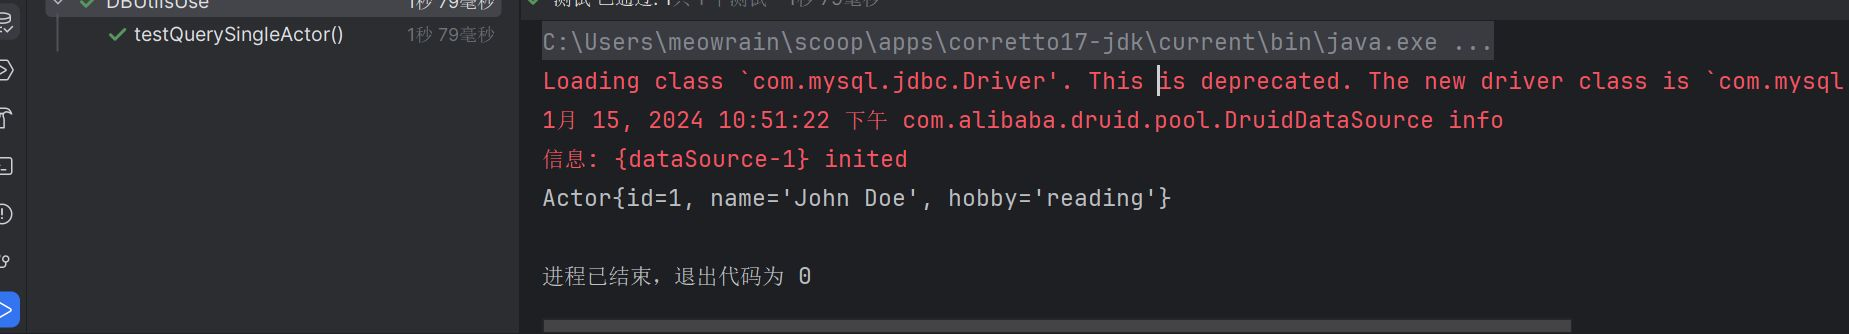 DBUtilsUse 1秒 79毫秒
testQuerySingleActor() 1秒 79毫秒
C:\Users\meowrain\scoop\apps\corretto17-jdk\current\bin\java.exe ...
Loading class `com.mysql.jdbc.Driver'. This is deprecated. The new driver class is `com.mysql
1月 15, 2024 10:51:22 下午 com.alibaba.druid.pool.DruidDataSource info
信息: {dataSource-1} inited
Actor{id=1, name='John Doe', hobby='reading'}
进程已结束，退出代码为 0